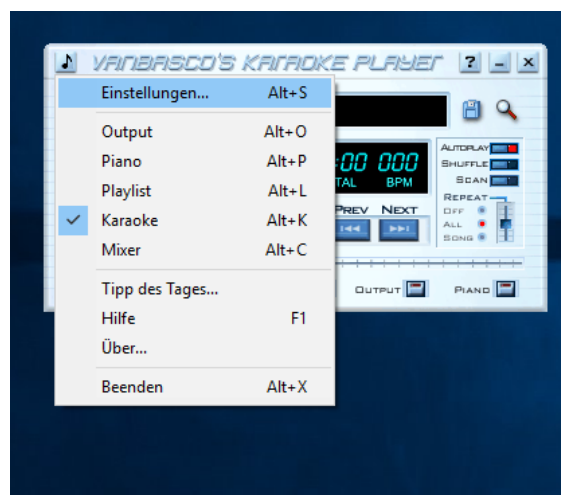 VANBASCO'S KARAOKE PLAYER ? - x
Einstellungen... Alt+S
Output Alt+O
Piano Alt+P
Playlist Alt+L
Karaoke Alt+K
Mixer Alt+C
Tipp des Tages...
Hilfe F1
Über...
Beenden Alt+X
:00 000
TAL BPM
PREV NEXT
AUTOPLAY
SHUFFLE
SCAN
REPEAT
OFF
ALL
SONG
OUTPUT PIANO